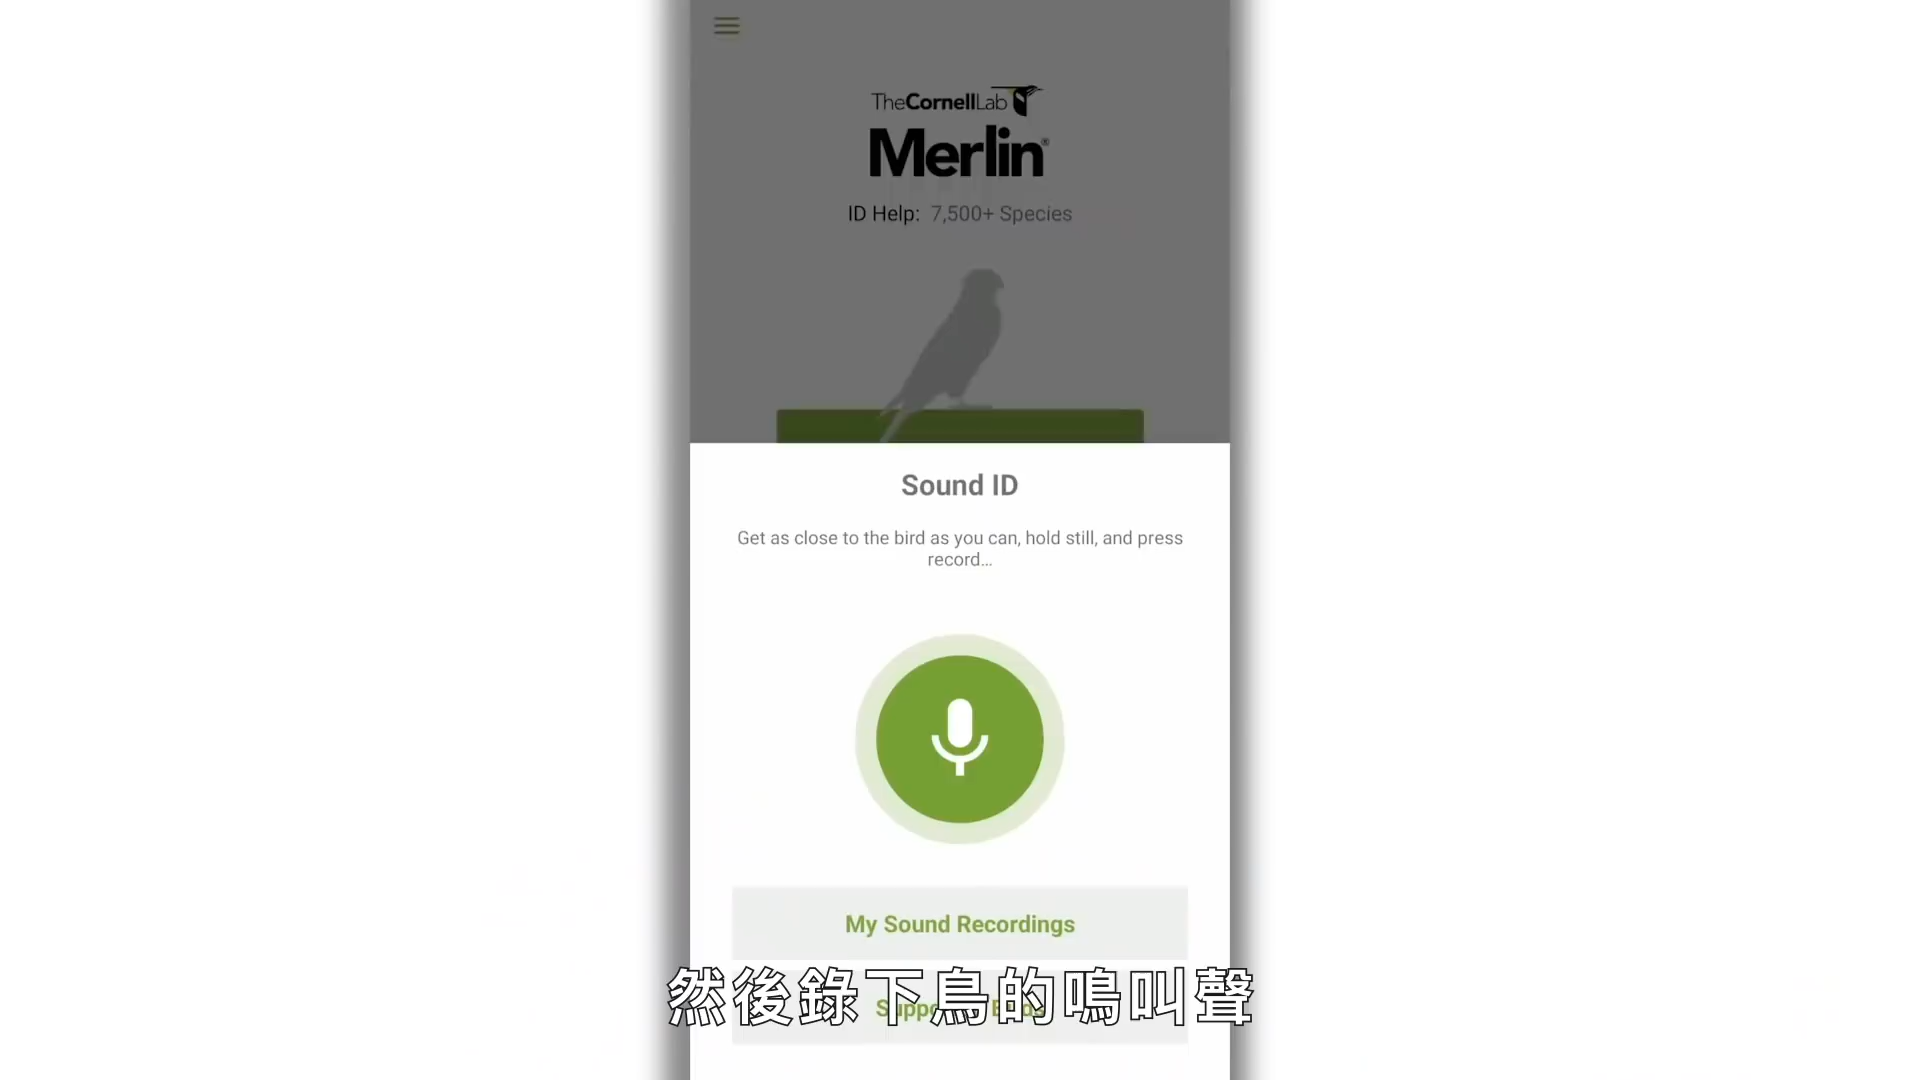 TheCornellLab
Merlin®
ID Help: 7,500+ Species
Sound ID
Get as close to the bird as you can, hold still, and press
record...
My Sound Recordings
然後錄下鳥的鳴叫聲